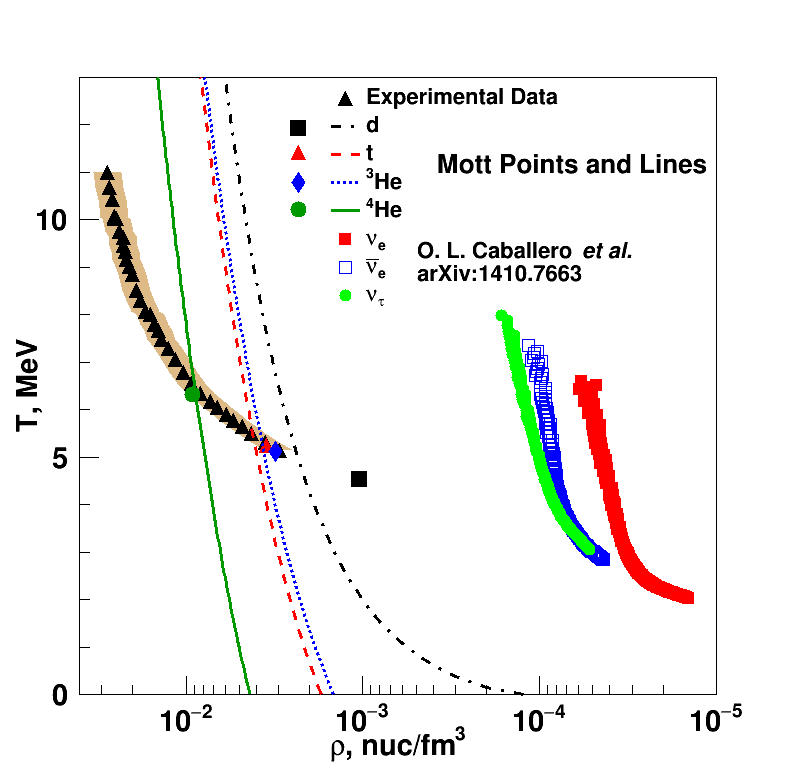 Experimental Data
d
t
³He
⁴He
νₑ
ν̅ₑ
ν_τ
Mott Points and Lines
O. L. Caballero et al.
arXiv:1410.7663
T, MeV
10
5
0
10⁻²
10⁻³
10⁻⁴
10⁻⁵
ρ, nuc/fm³